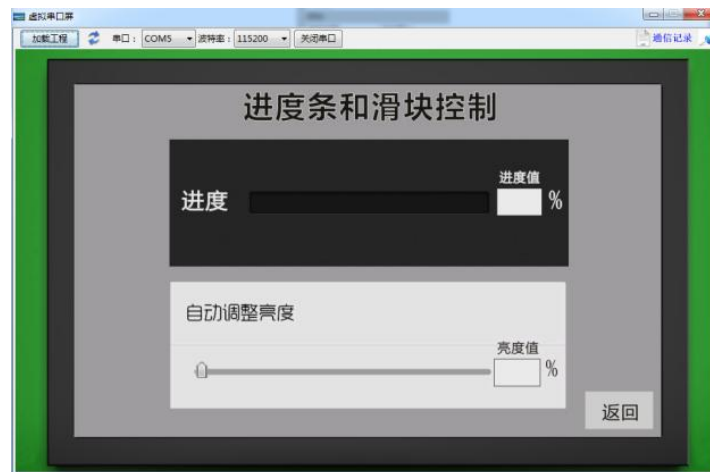 虚拟串口屏
加载工程 串口： COM5 波特率： 115200 关闭串口 通信记录
进度条和滑块控制
进度值
进度 %
自动调整亮度
亮度值
%
返回